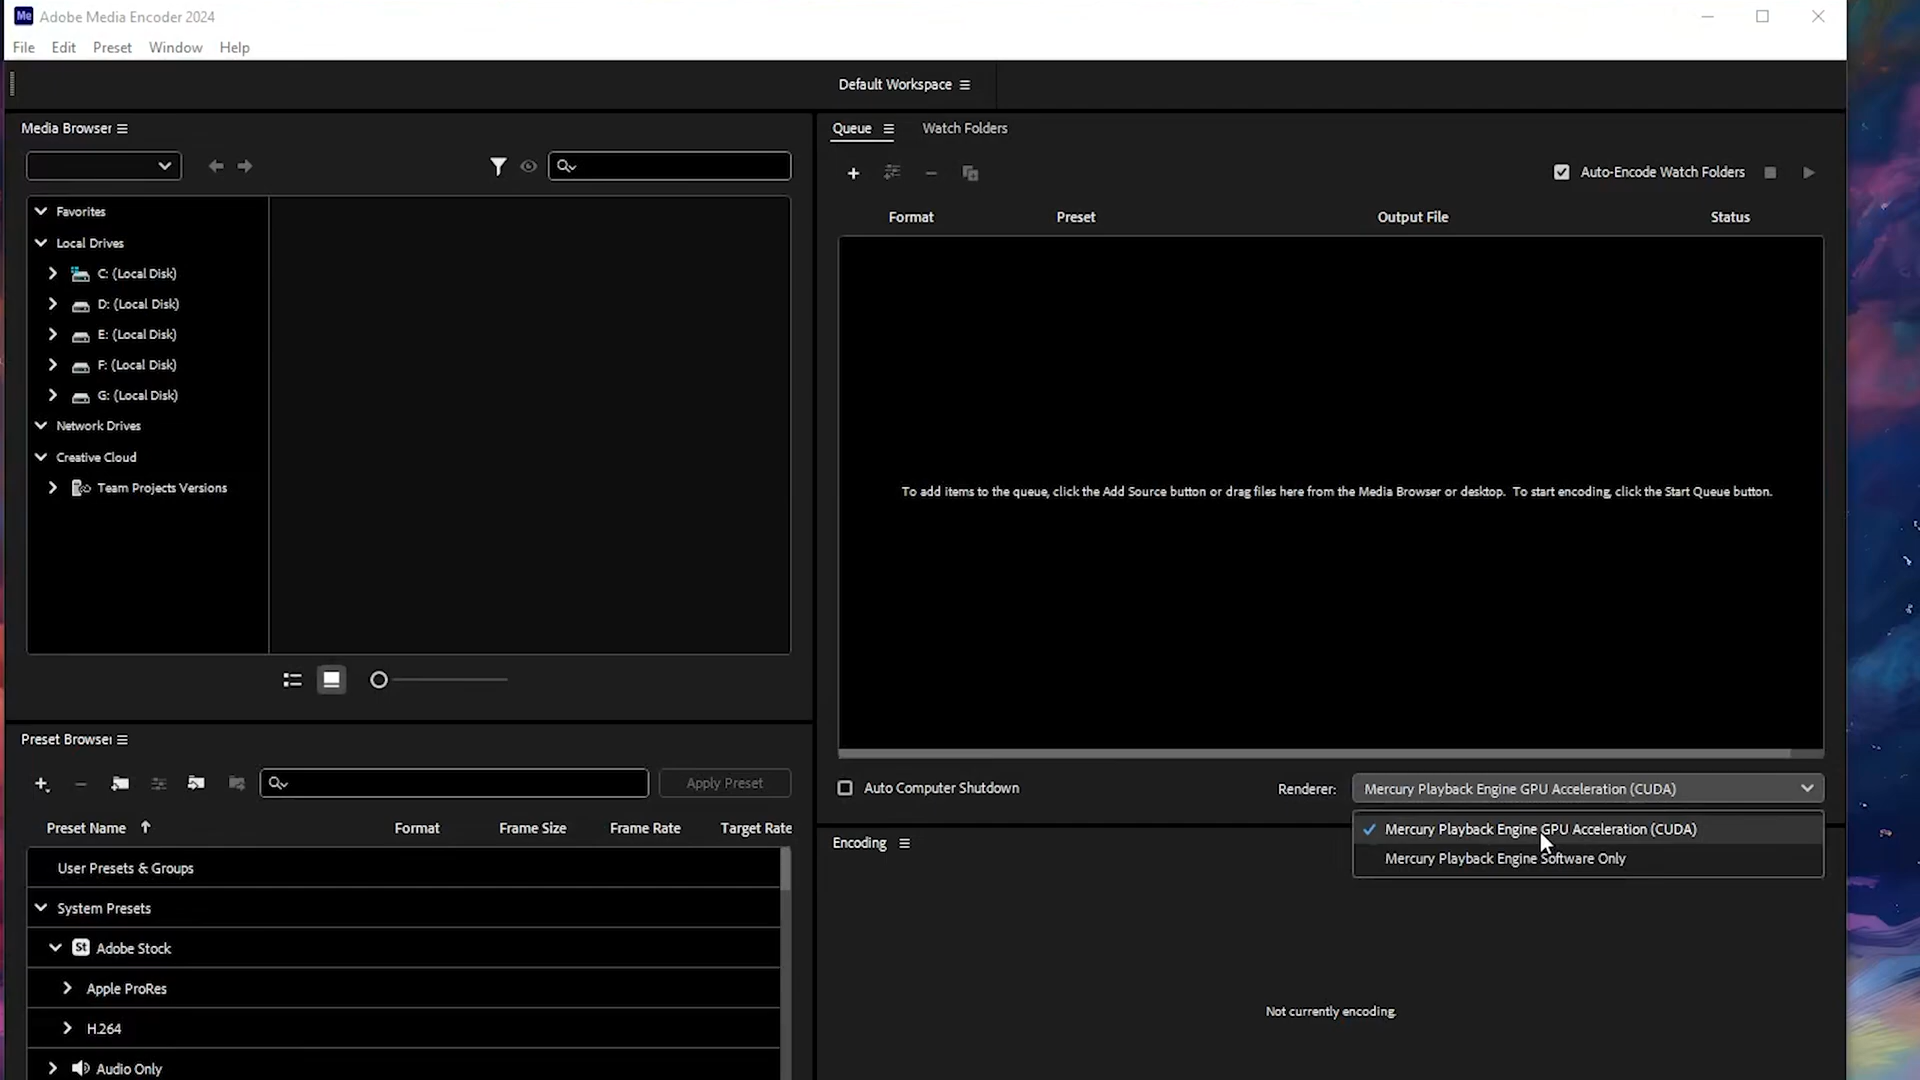 Me Adobe Media Encoder 2024
File Edit Preset Window Help
Default Workspace
Media Browser
Queue Watch Folders
Auto-Encode Watch Folders
Format Preset Output File Status
Favorites
Local Drives
C: (Local Disk)
D: (Local Disk)
E: (Local Disk)
F: (Local Disk)
G: (Local Disk)
Network Drives
Creative Cloud
Team Projects Versions
To add items to the queue, click the Add Source button or drag files here from the Media Browser or desktop. To start encoding, click the Start Queue button.
Auto Computer Shutdown
Renderer: Mercury Playback Engine GPU Acceleration (CUDA)
Mercury Playback Engine GPU Acceleration (CUDA)
Mercury Playback Engine Software Only
Preset Browser
Apply Preset
Preset Name Format Frame Size Frame Rate Target Rate
User Presets & Groups
System Presets
St Adobe Stock
Apple ProRes
H.264
Audio Only
Encoding
Not currently encoding.